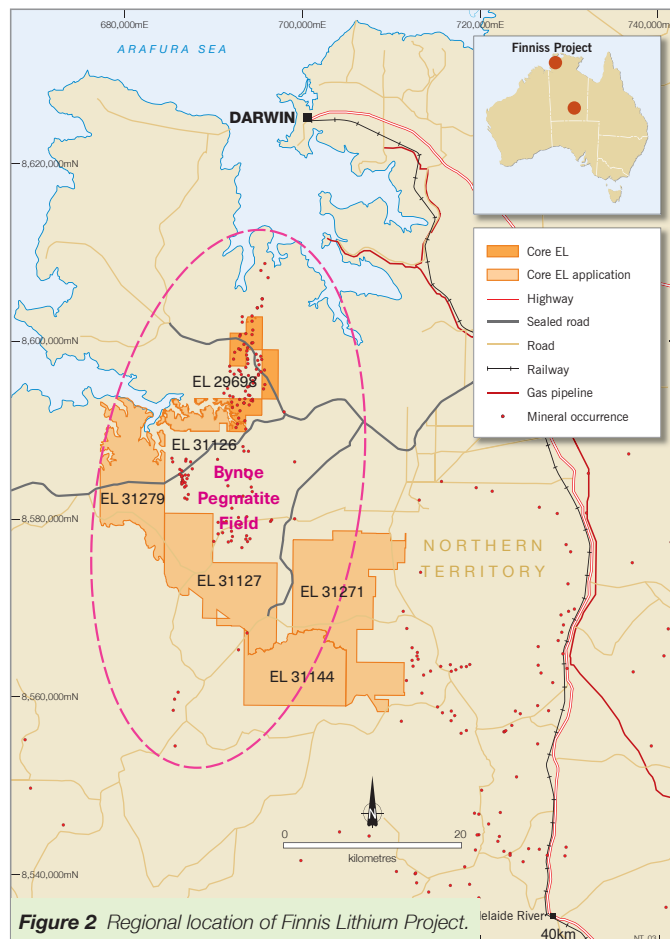 680,000mE
700,000mE
720,000mE
740,000mE
ARAFURA SEA
Finniss Project
DARWIN
8,620,000mN
Core EL
Core EL application
Highway
Sealed road
Road
Railway
Gas pipeline
Mineral occurrence
8,600,000mN
EL 29698
EL 31126
Bynoe
Pegmatite
Field
EL 31279
8,580,000mN
NORTHERN
TERRITORY
EL 31127
EL 31271
EL 31144
8,560,000mN
N
0
20
kilometres
8,540,000mN
Figure 2 Regional location of Finnis Lithium Project.
delaide River
40km
NT_03